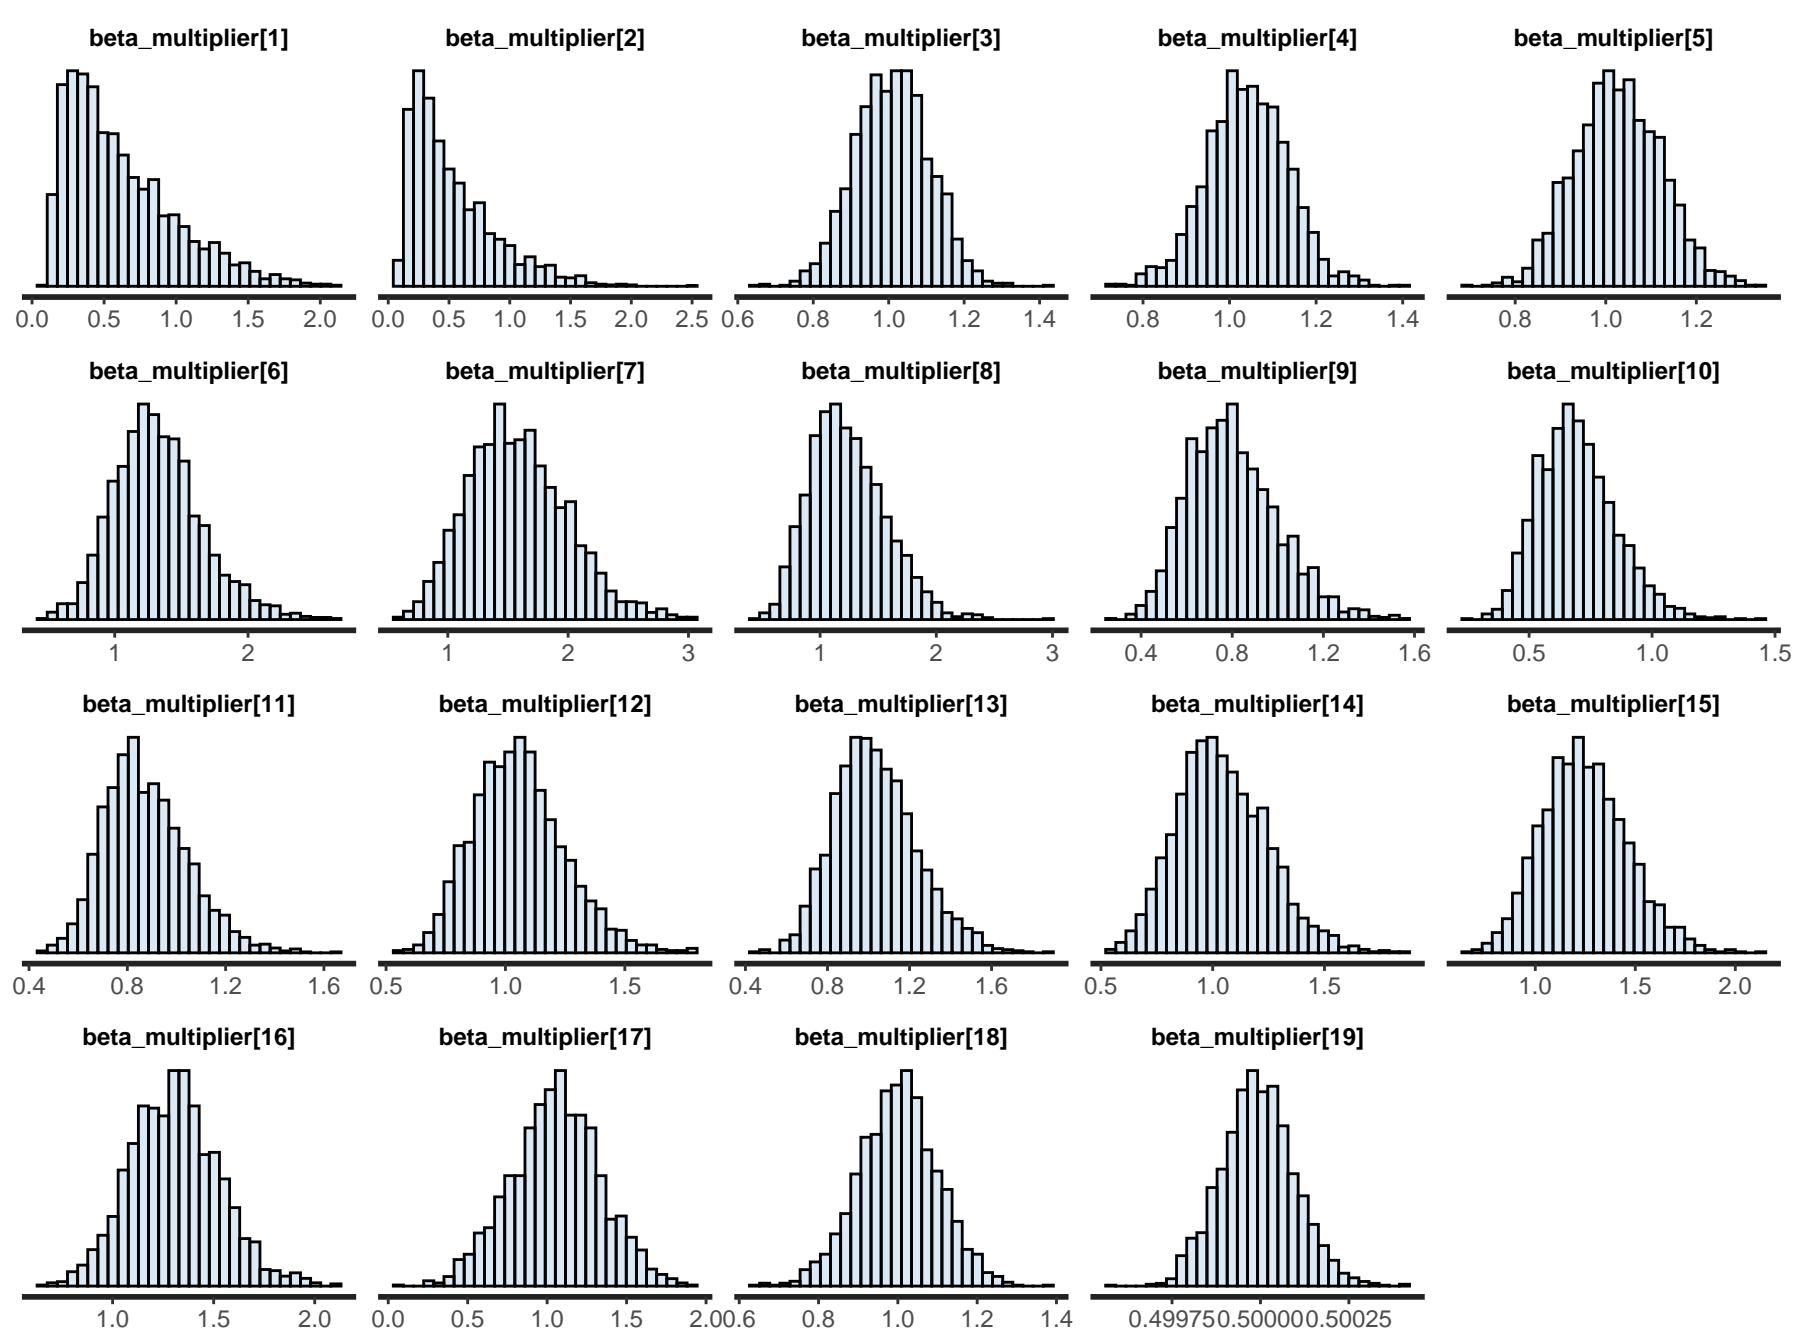 beta_multiplier[1] beta_multiplier[2] beta_multiplier[3] beta_multiplier[4] beta_multiplier[5]
0.0 0.5 1.0 1.5 2.0 0.0 0.5 1.0 1.5 2.0 2.5 0.6 0.8 1.0 1.2 1.4 0.8 1.0 1.2 1.4 0.8 1.0 1.2
beta_multiplier[6] beta_multiplier[7] beta_multiplier[8] beta_multiplier[9] beta_multiplier[10]
1 2 1 2 3 1 2 3 0.4 0.8 1.2 1.6 0.5 1.0 1.5
beta_multiplier[11] beta_multiplier[12] beta_multiplier[13] beta_multiplier[14] beta_multiplier[15]
0.4 0.8 1.2 1.6 0.5 1.0 1.5 0.4 0.8 1.2 1.6 0.5 1.0 1.5 1.0 1.5 2.0
beta_multiplier[16] beta_multiplier[17] beta_multiplier[18] beta_multiplier[19]
1.0 1.5 2.0 0.0 0.5 1.0 1.5 2.0 0.6 0.8 1.0 1.2 1.4 0.49975 0.50000 0.50025